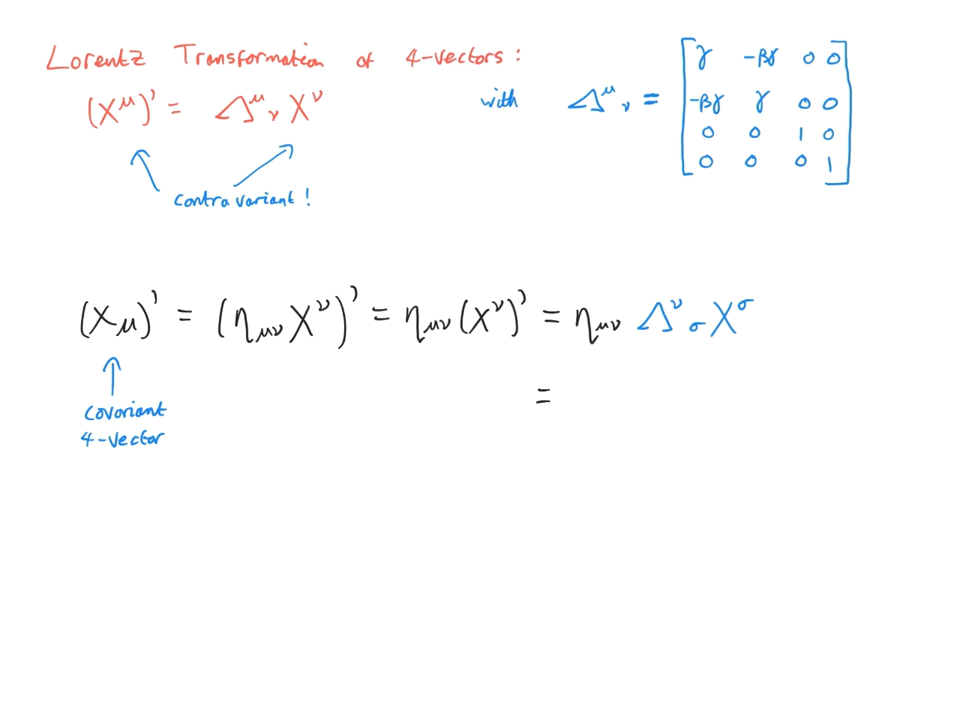 Lorentz Transformation of 4-vectors:
(X^μ)' = Λ^μ_ν X^ν with Λ^μ_ν = [γ -βγ 0 0
-βγ γ 0 0
0 0 1 0
0 0 0 1]
contravariant!
(X_μ)' = (η_μν X^ν)' = η_μν (X^ν)' = η_μν Λ^ν_σ X^σ
=
covariant
4-vector